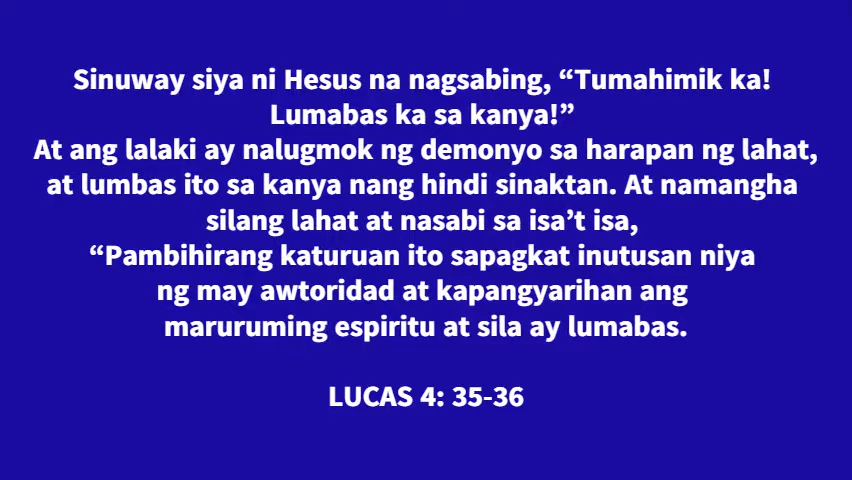 Sinuway siya ni Hesus na nagsabing, “Tumahimik ka!
Lumabas ka sa kanya!”
At ang lalaki ay nalugmok ng demonyo sa harapan ng lahat,
at lumbas ito sa kanya nang hindi sinaktan. At namangha
silang lahat at nasabi sa isa’t isa,
“Pambihirang katuruan ito sapagkat inutusan niya
ng may awtoridad at kapangyarihan ang
maruruming espiritu at sila ay lumabas.
LUCAS 4: 35-36